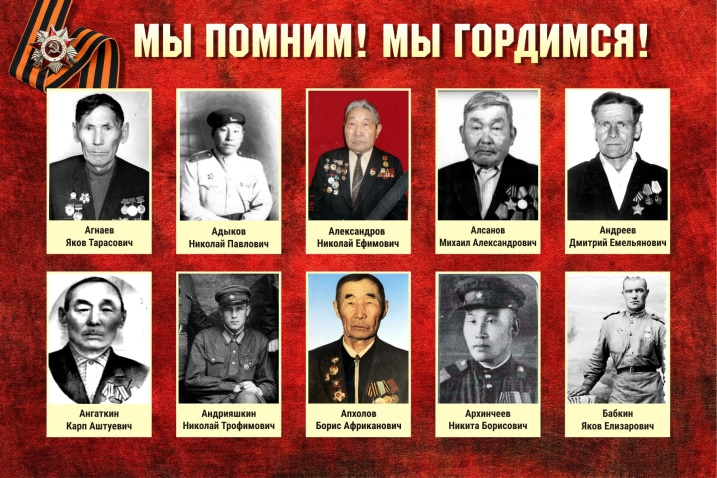 МЫ ПОМНИМ! МЫ ГОРДИМСЯ!
Агнаев
Яков Тарасович
Адыков
Николай Павлович
Александров
Николай Ефимович
Алсанов
Михаил Александрович
Андреев
Дмитрий Емельянович
Ангаткин
Карп Аштуевич
Андрияшкин
Николай Трофимович
Апхолов
Борис Африканович
Архинчеев
Никита Борисович
Бабкин
Яков Елизарович